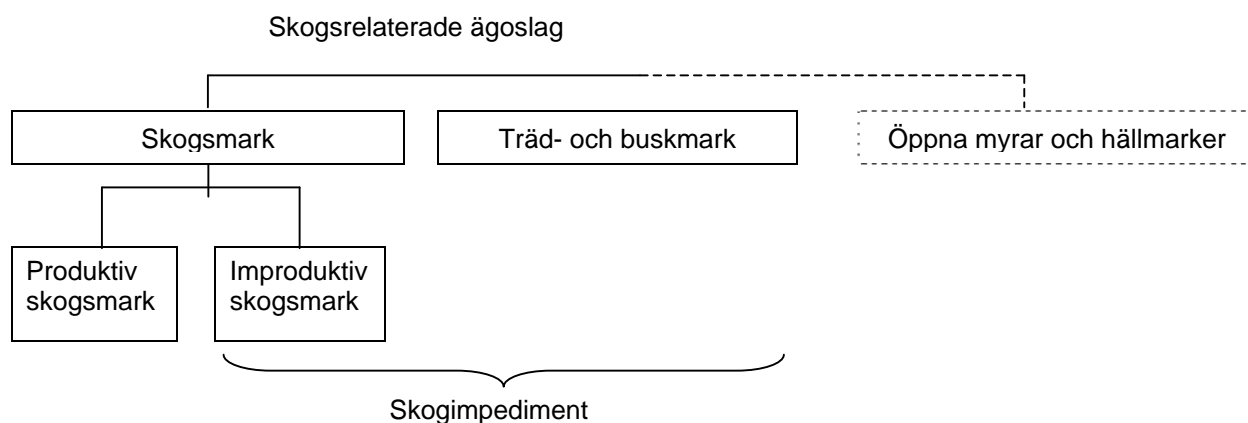 Skogsrelaterade ägoslag
Skogsmark
Träd- och buskmark
Öppna myrar och hällmarker
Produktiv
skogsmark
Improduktiv
skogsmark
Skogimpediment